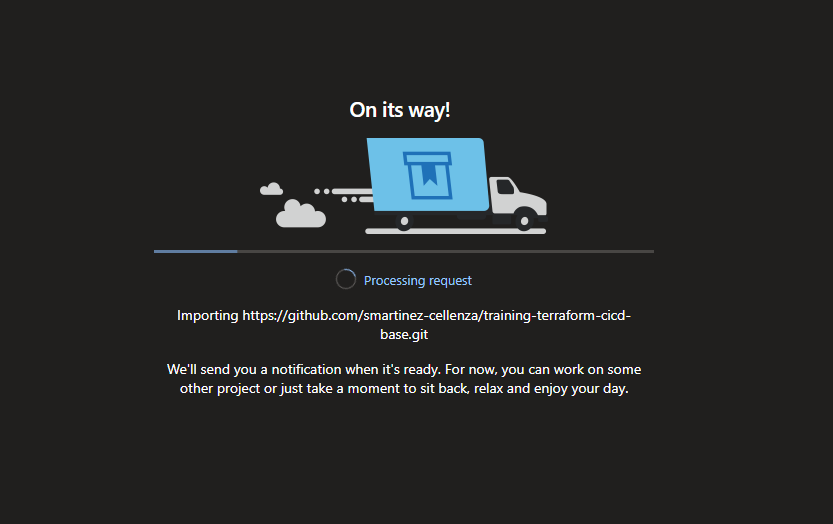 On its way!
Processing request
Importing https://github.com/smartinez-cellenza/training-terraform-cicd-
base.git
We'll send you a notification when it's ready. For now, you can work on some
other project or just take a moment to sit back, relax and enjoy your day.